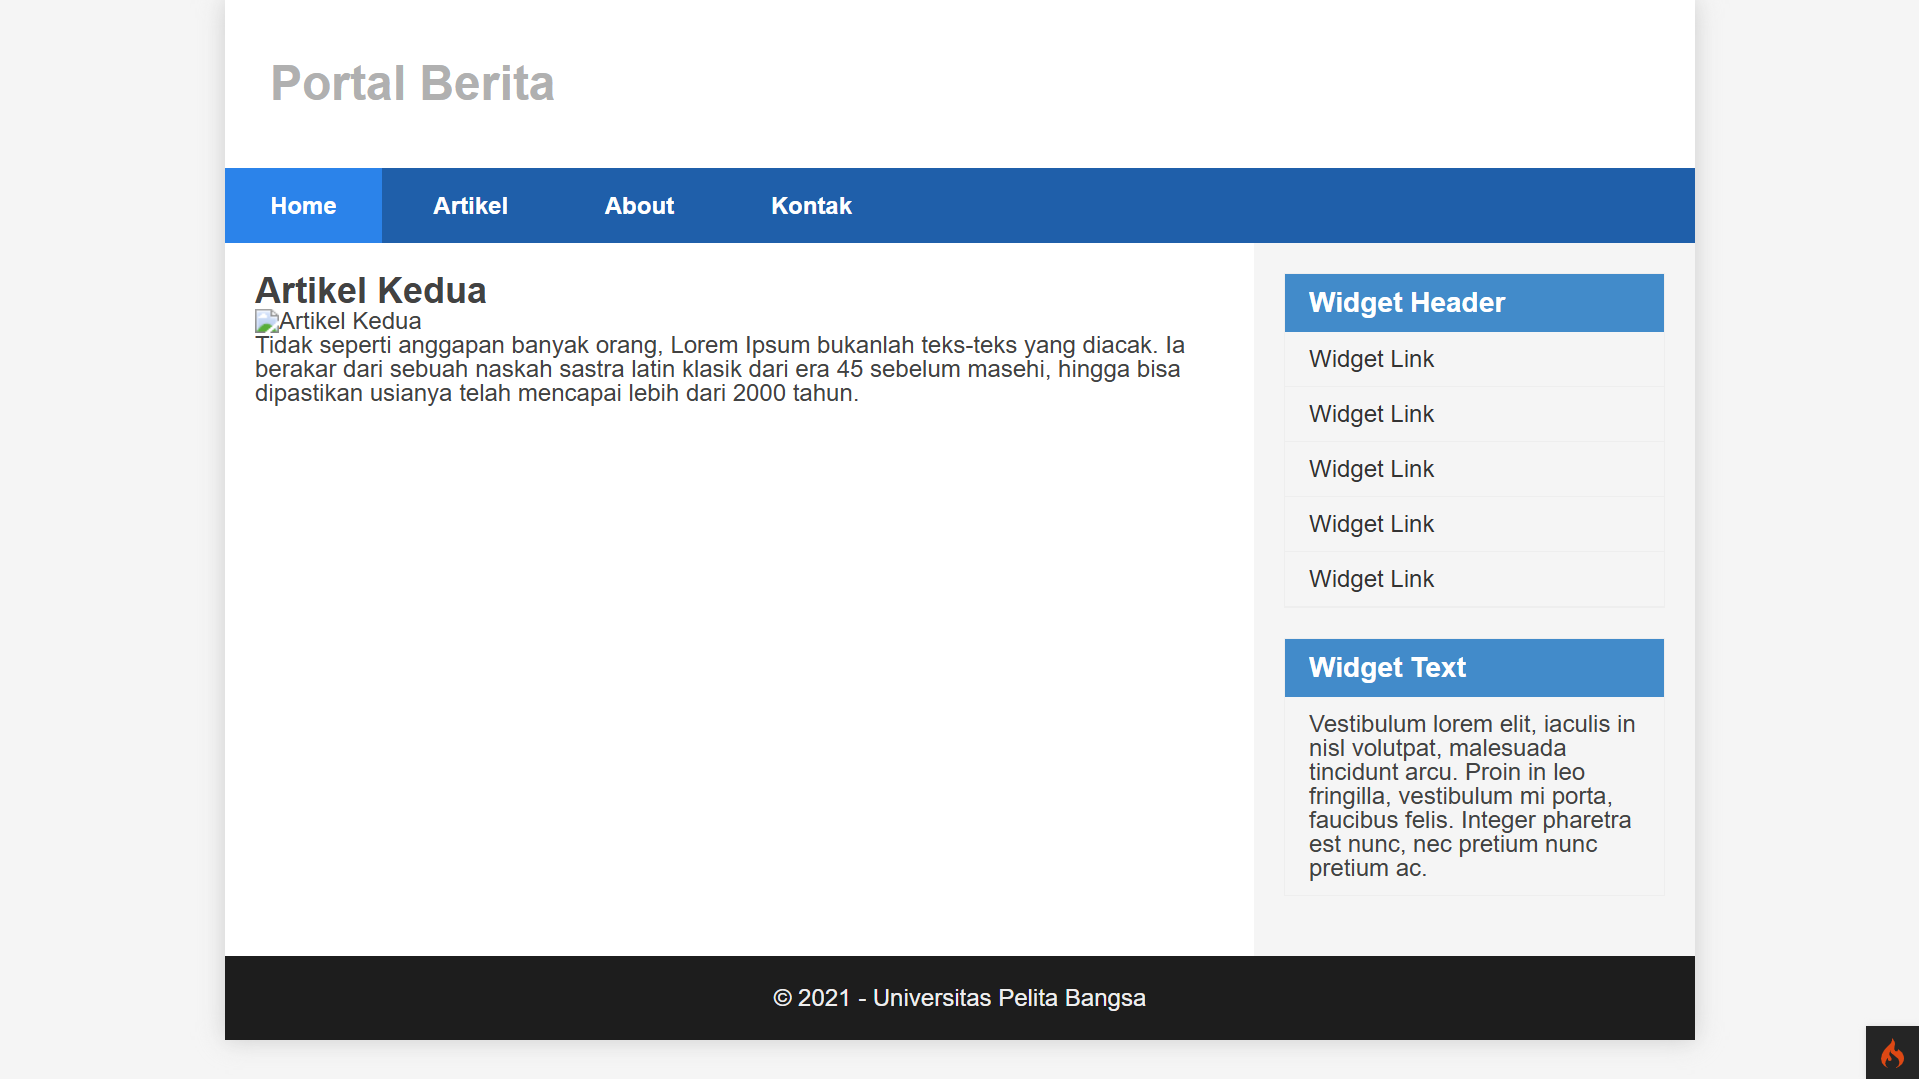 Portal Berita
Home Artikel About Kontak
Artikel Kedua
Artikel Kedua
Tidak seperti anggapan banyak orang, Lorem Ipsum bukanlah teks-teks yang diacak. Ia
berakar dari sebuah naskah sastra latin klasik dari era 45 sebelum masehi, hingga bisa
dipastikan usianya telah mencapai lebih dari 2000 tahun.
Widget Header
Widget Link
Widget Link
Widget Link
Widget Link
Widget Link
Widget Text
Vestibulum lorem elit, iaculis in
nisl volutpat, malesuada
tincidunt arcu. Proin in leo
fringilla, vestibulum mi porta,
faucibus felis. Integer pharetra
est nunc, nec pretium nunc
pretium ac.
© 2021 - Universitas Pelita Bangsa